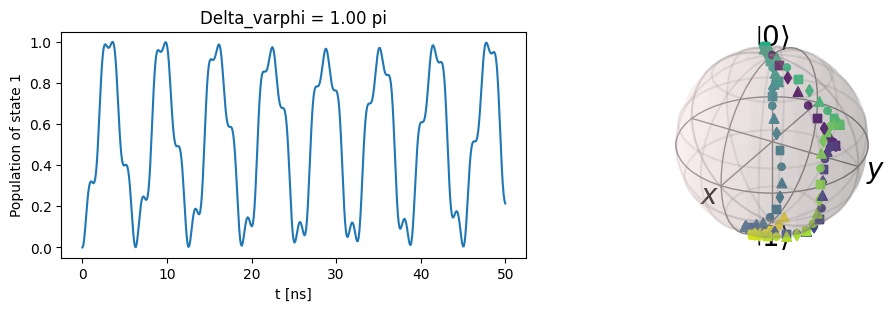 Delta_varphi = 1.00 pi
Population of state 1
1.0
0.8
0.6
0.4
0.2
0.0
0 10 20 30 40 50
t [ns]
|0⟩
x
y
|1⟩